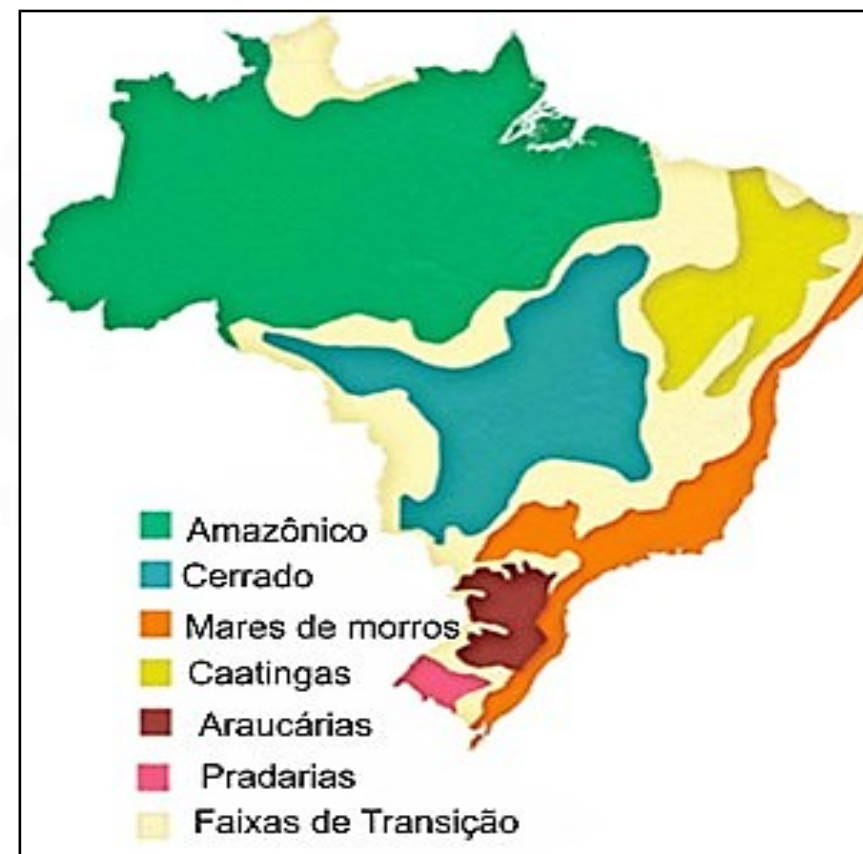 Amazônico
Cerrado
Mares de morros
Caatingas
Araucárias
Pradarias
Faixas de Transição